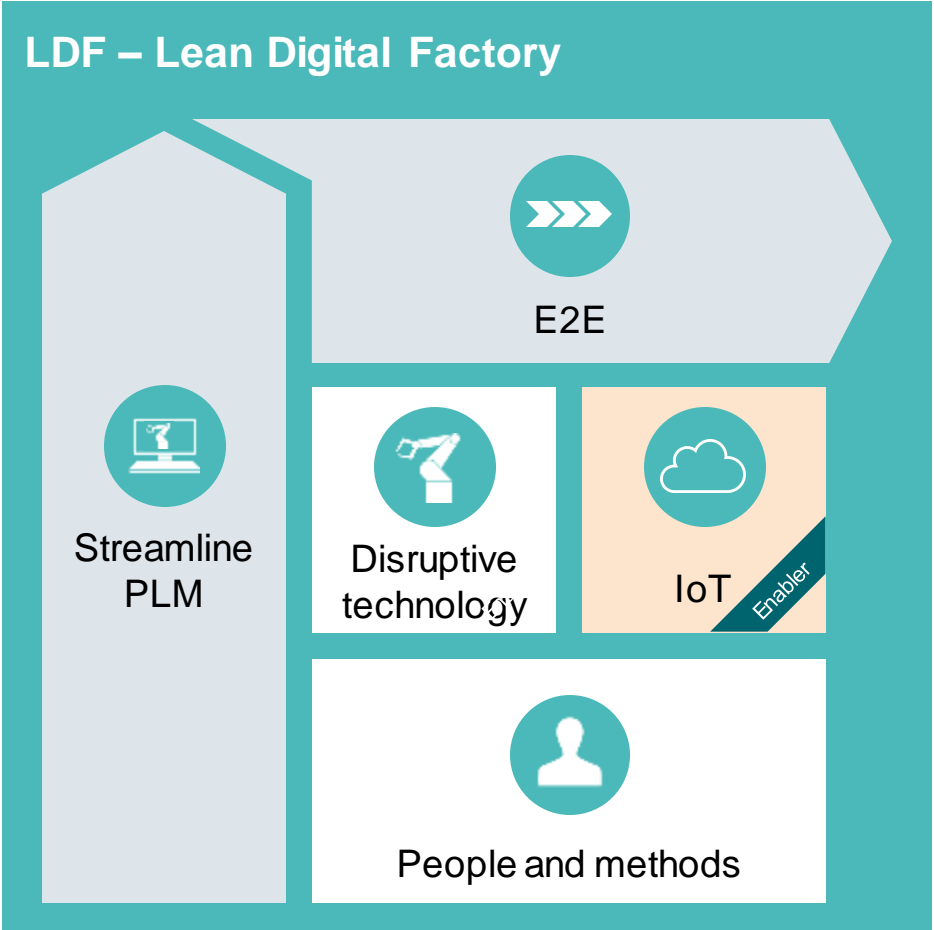 LDF – Lean Digital Factory
E2E
Streamline
PLM
Disruptive
technology
IoT
Enabler
People and methods